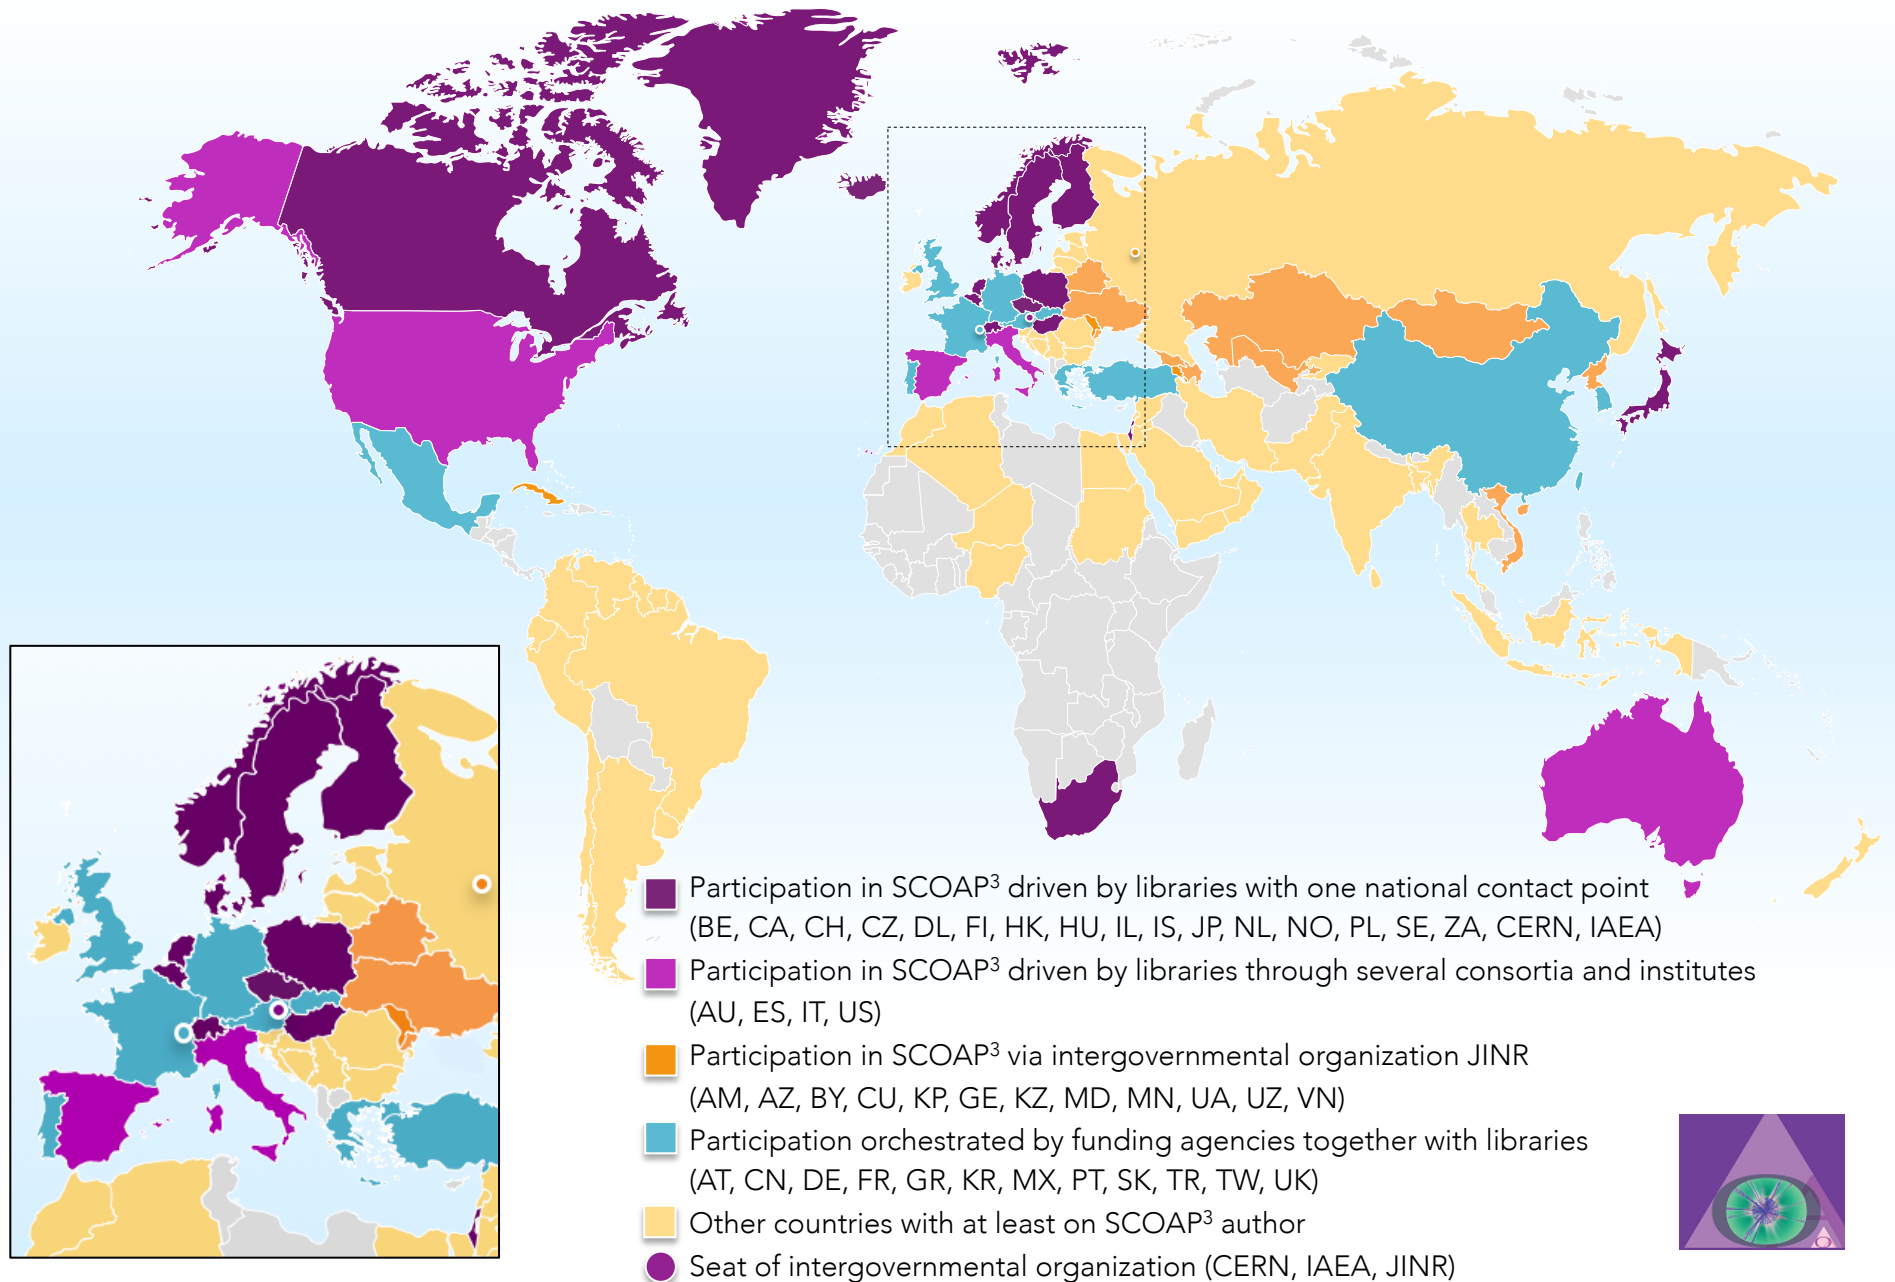 Participation in SCOAP³ driven by libraries with one national contact point
(BE, CA, CH, CZ, DL, FI, HK, HU, IL, IS, JP, NL, NO, PL, SE, ZA, CERN, IAEA)
Participation in SCOAP³ driven by libraries through several consortia and institutes
(AU, ES, IT, US)
Participation in SCOAP³ via intergovernmental organization JINR
(AM, AZ, BY, CU, KP, GE, KZ, MD, MN, UA, UZ, VN)
Participation orchestrated by funding agencies together with libraries
(AT, CN, DE, FR, GR, KR, MX, PT, SK, TR, TW, UK)
Other countries with at least on SCOAP³ author
Seat of intergovernmental organization (CERN, IAEA, JINR)